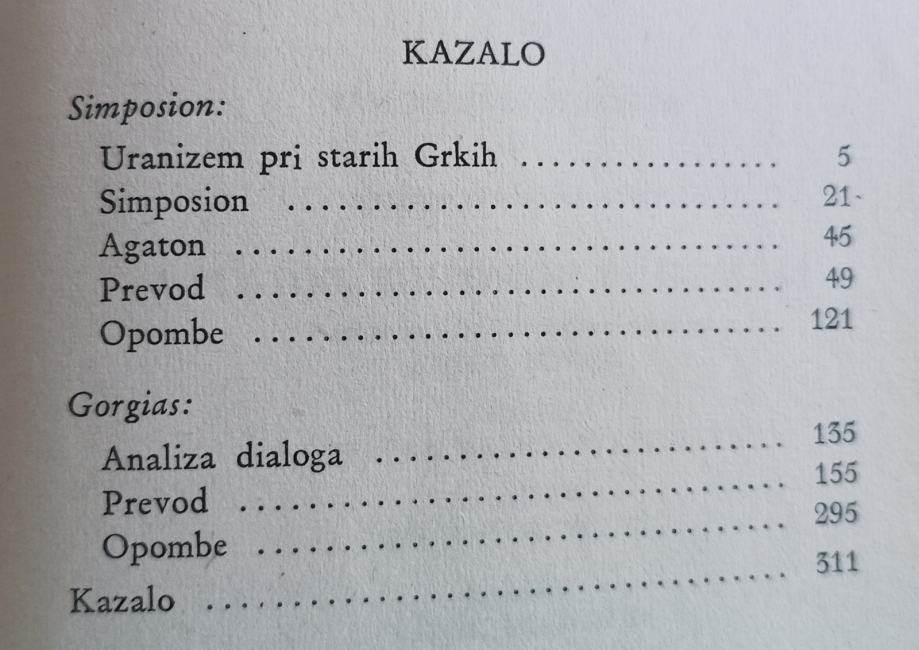 KAZALO
Simposion:
Uranizem pri starih Grkih .................. 5
Simposion .................................. 21
Agaton ..................................... 45
Prevod ..................................... 49
Opombe ..................................... 121
Gorgias:
Analiza dialoga ............................ 135
Prevod ..................................... 155
Opombe ..................................... 295
Kazalo ..................................... 311